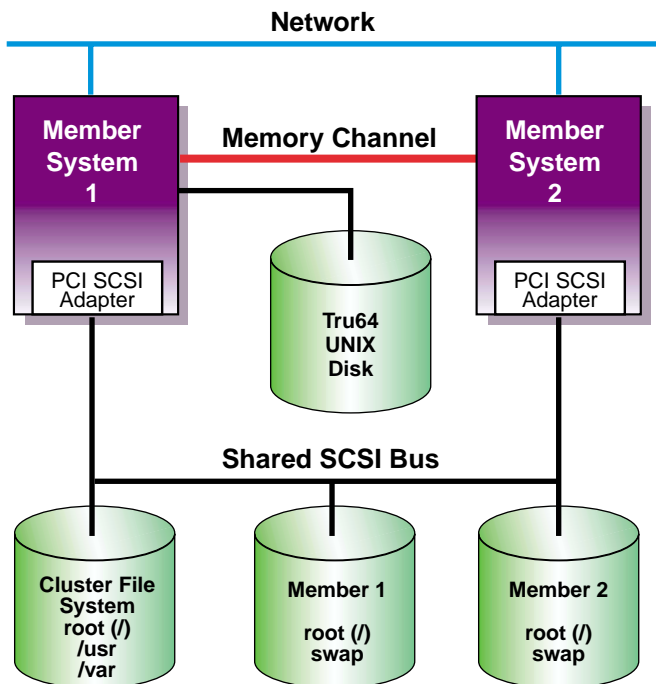 Network
Member
System
1
Memory Channel
Member
System
2
PCI SCSI
Adapter
PCI SCSI
Adapter
Tru64
UNIX
Disk
Shared SCSI Bus
Cluster File
System
root (/)
/usr
/var
Member 1
root (/)
swap
Member 2
root (/)
swap